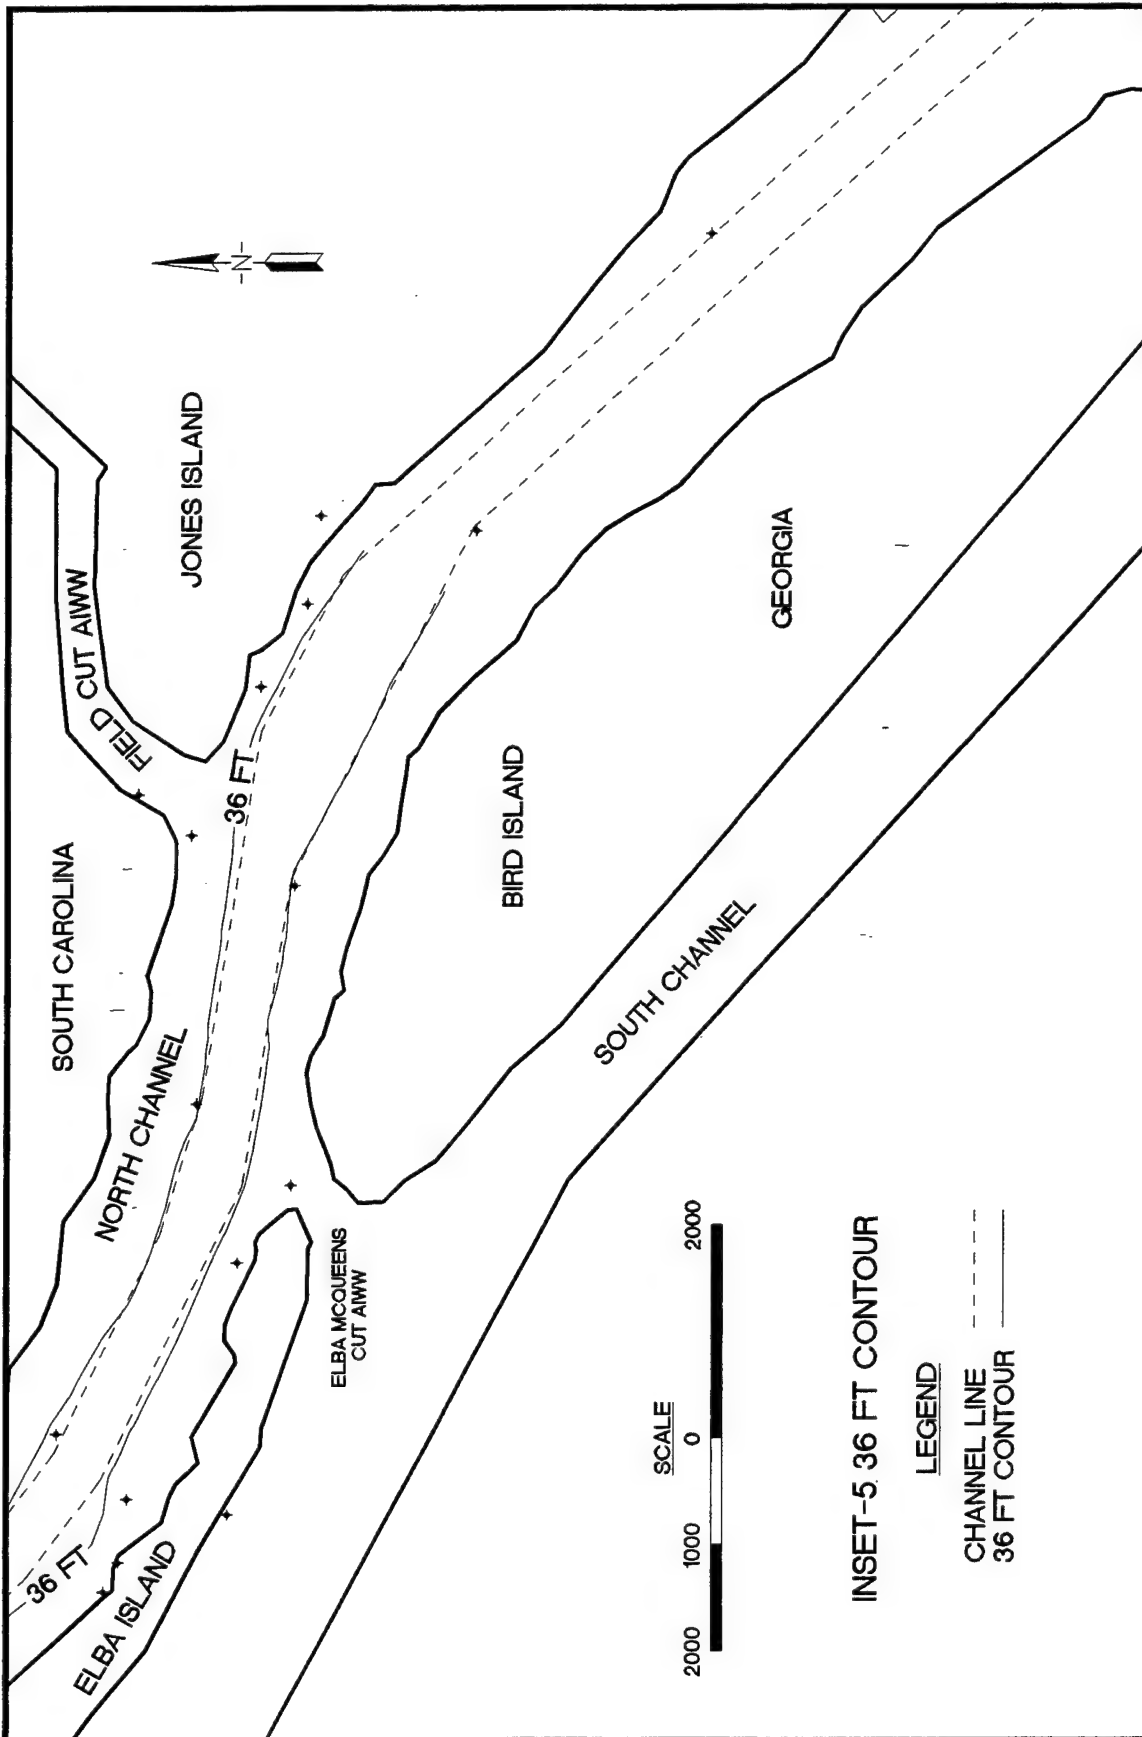 SOUTH CAROLINA
FIELD CUT AIWW
JONES ISLAND
-N-
NORTH CHANNEL
36 FT
36 FT
ELBA ISLAND
ELBA MCQUEENS
CUT AIWW
BIRD ISLAND
SOUTH CHANNEL
GEORGIA
SCALE
2000 1000 0 2000
INSET-5 36 FT CONTOUR
LEGEND
CHANNEL LINE
36 FT CONTOUR